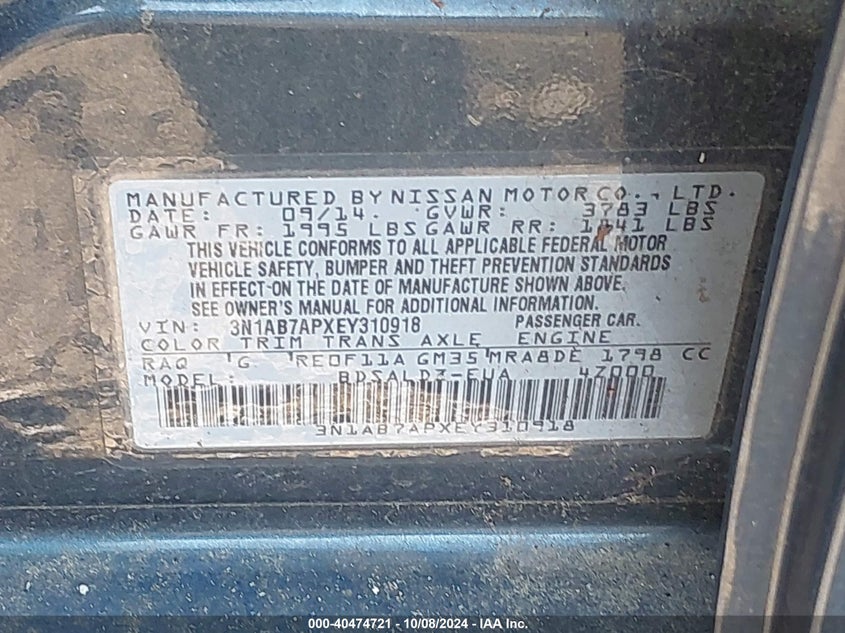 MANUFACTURED BY NISSAN MOTOR CO., LTD.
DATE: 09/14 GVWR: 3783 LBS
GAWR FR: 1995 LBS GAWR RR: 1841 LBS
THIS VEHICLE CONFORMS TO ALL APPLICABLE FEDERAL MOTOR
VEHICLE SAFETY, BUMPER AND THEFT PREVENTION STANDARDS
IN EFFECT ON THE DATE OF MANUFACTURE SHOWN ABOVE.
SEE OWNER'S MANUAL FOR ADDITIONAL INFORMATION.
VIN: 3N1AB7APXEY310918 PASSENGER CAR.
COLOR TRIM TRANS AXLE ENGINE
RAQ G RE0F11A GM35 MRA8DE 1798 CC
MODEL: BDSALDZ-EUA 47000
3N1AB7APXEY310918
000-40474721 - 10/08/2024 - IAA Inc.